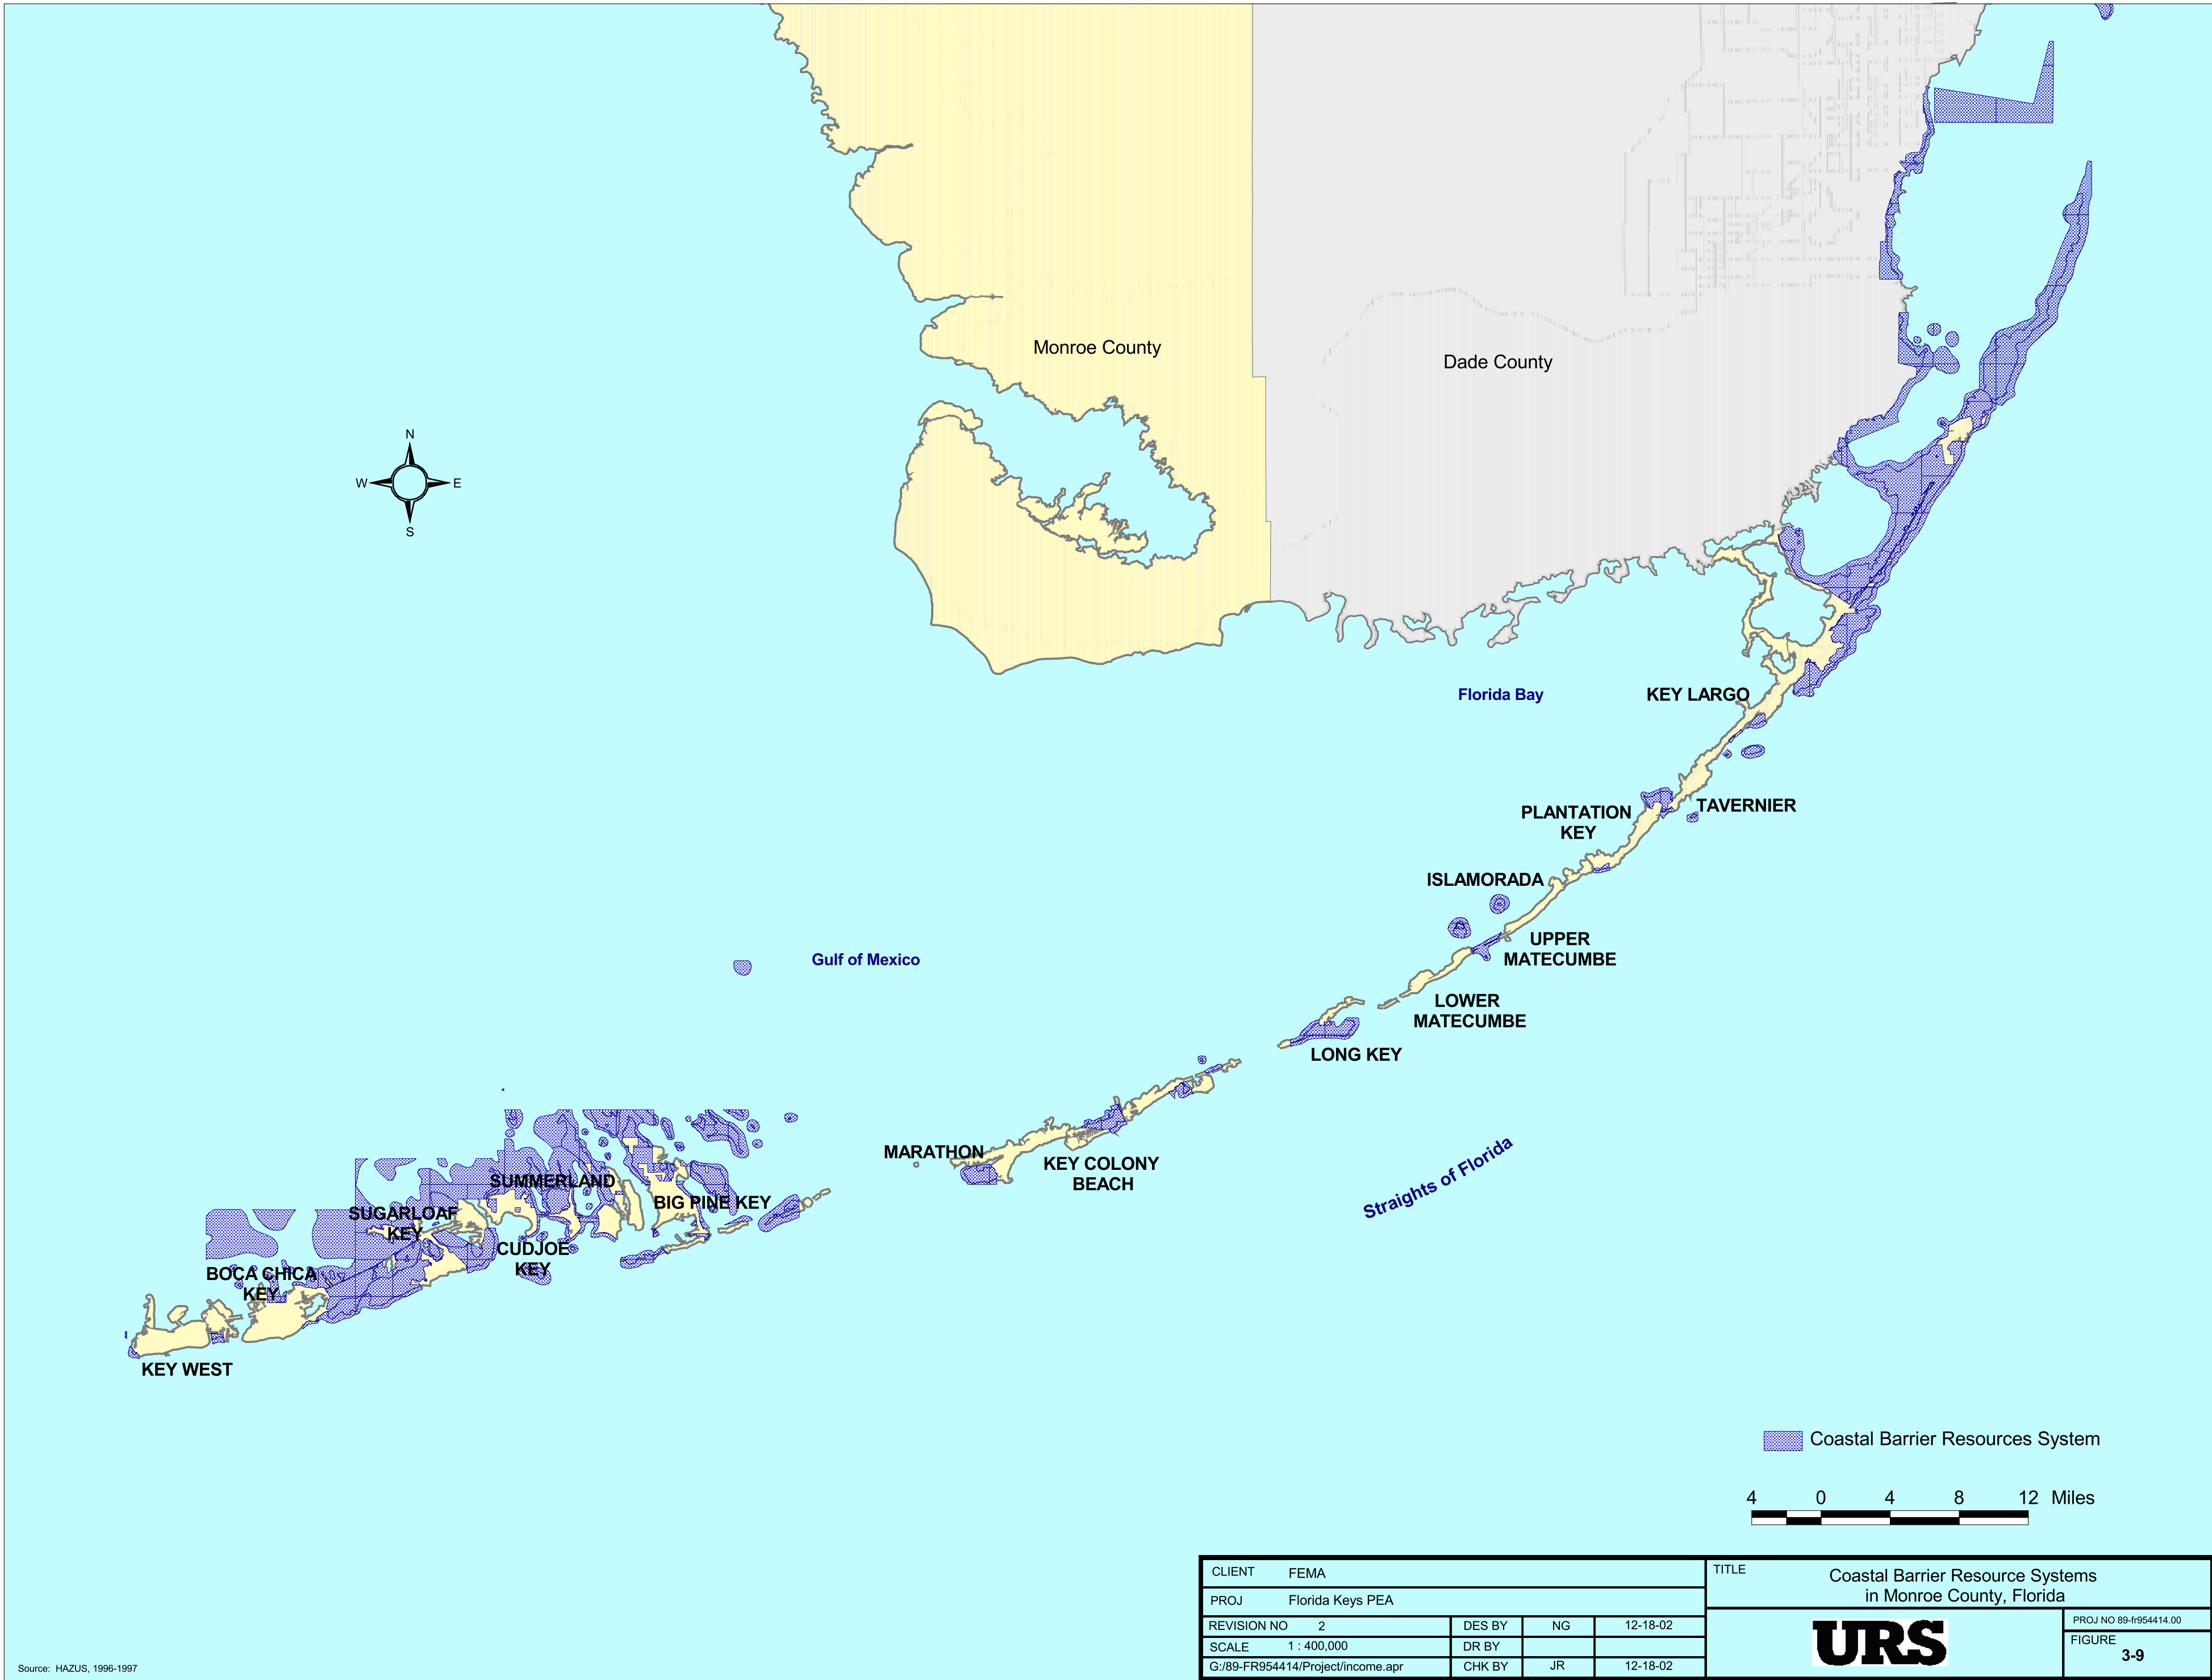 Monroe County
Dade County
N
W E
S
Florida Bay
KEY LARGO
TAVERNIER
PLANTATION
KEY
ISLAMORADA
UPPER
MATECUMBE
Gulf of Mexico
LOWER
MATECUMBE
LONG KEY
MARATHON
KEY COLONY
BEACH
Straights of Florida
SUMMERLAND
BIG PINE KEY
SUGARLOAF
KEY
CUDJOE
KEY
BOCA CHICA
KEY
KEY WEST
Coastal Barrier Resources System
4 0 4 8 12 Miles
CLIENT FEMA
PROJ Florida Keys PEA
REVISION NO 2 DES BY NG 12-18-02
SCALE 1 : 400,000 DR BY
G:/89-FR954414/Project/income.apr CHK BY JR 12-18-02
TITLE Coastal Barrier Resource Systems
in Monroe County, Florida
URS
PROJ NO 89-fr954414.00
FIGURE
3-9
Source: HAZUS, 1996-1997